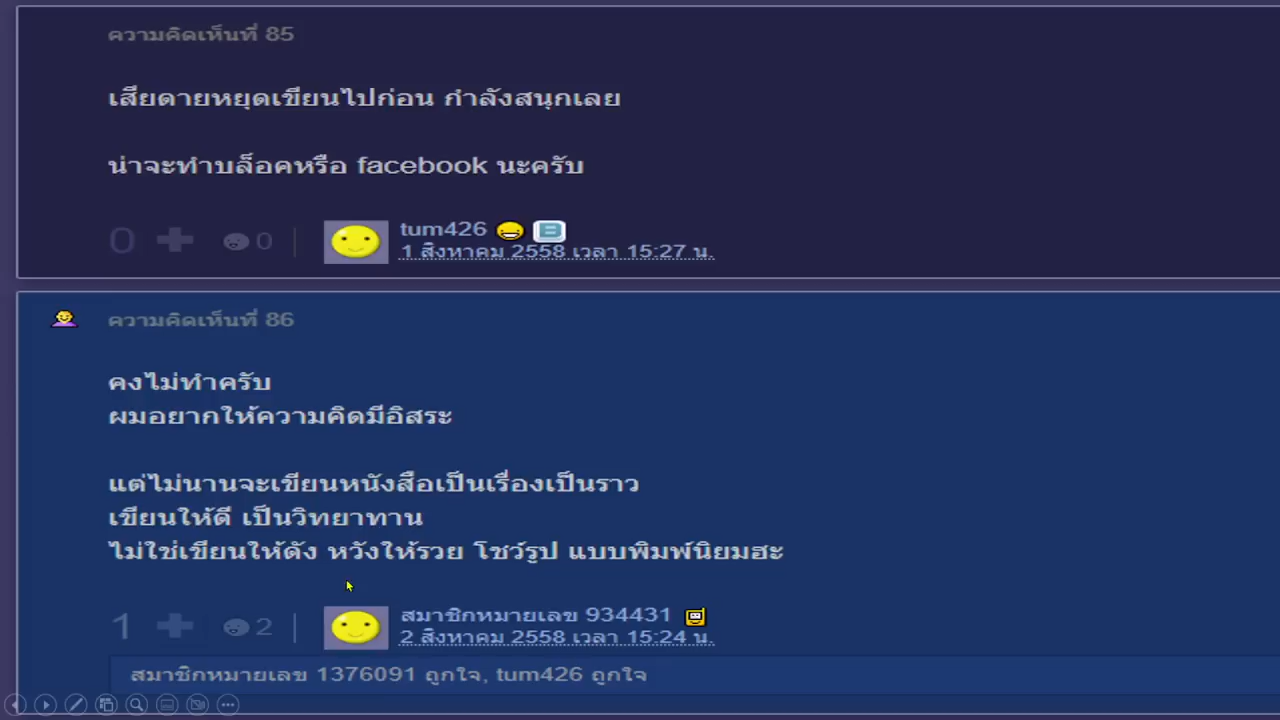 ความคิดเห็นที่ 85
เสียดายหยุดเขียนไปก่อน กำลังสนุกเลย
น่าจะทำบล็อคหรือ facebook นะครับ
0 0
tum426
1 สิงหาคม 2558 เวลา 15:27 น.
ความคิดเห็นที่ 86
คงไม่ทำครับ
ผมอยากให้ความคิดมีอิสระ
แต่ไม่นานจะเขียนหนังสือเป็นเรื่องเป็นราว
เขียนให้ดี เป็นวิทยาทาน
ไม่ใช่เขียนให้ดัง หวังให้รวย โชว์รูป แบบพิมพ์นิยมฮะ
1 2
สมาชิกหมายเลข 934431
2 สิงหาคม 2558 เวลา 15:24 น.
สมาชิกหมายเลข 1376091 ถูกใจ, tum426 ถูกใจ